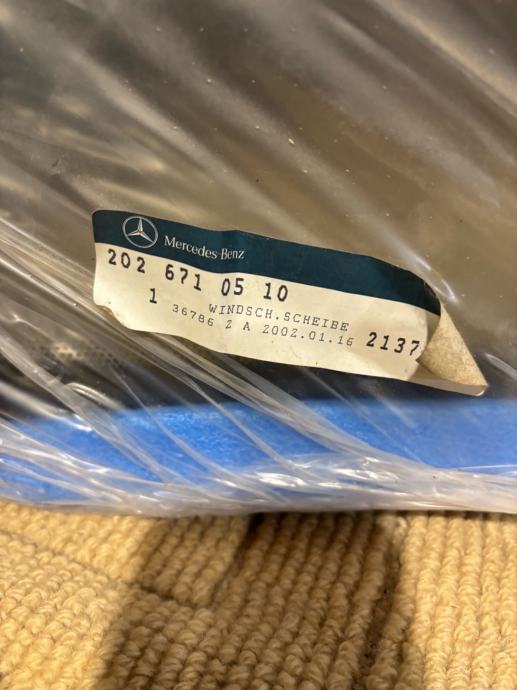 Mercedes-Benz
202 671 05 10
1 WINDSCH.SCHEIBE
36786 Z A 2002.01.16 2137